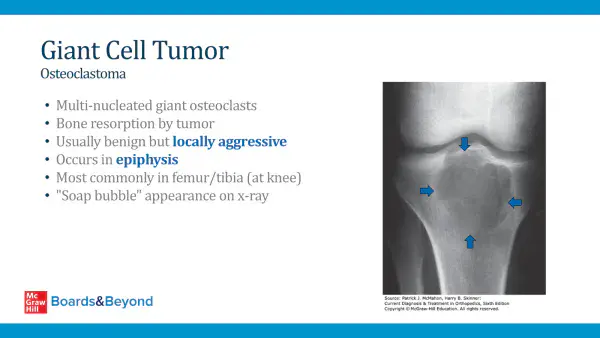 Giant Cell Tumor
Osteoclastoma
• Multi-nucleated giant osteoclasts
• Bone resorption by tumor
• Usually benign but locally aggressive
• Occurs in epiphysis
• Most commonly in femur/tibia (at knee)
• "Soap bubble" appearance on x-ray
Source: Patrick J. McMahon, Harry B. Skinner:
Current Diagnosis & Treatment in Orthopedics, Sixth Edition
Copyright © McGraw-Hill Education. All rights reserved.
Mc
Graw
Hill
Boards&Beyond